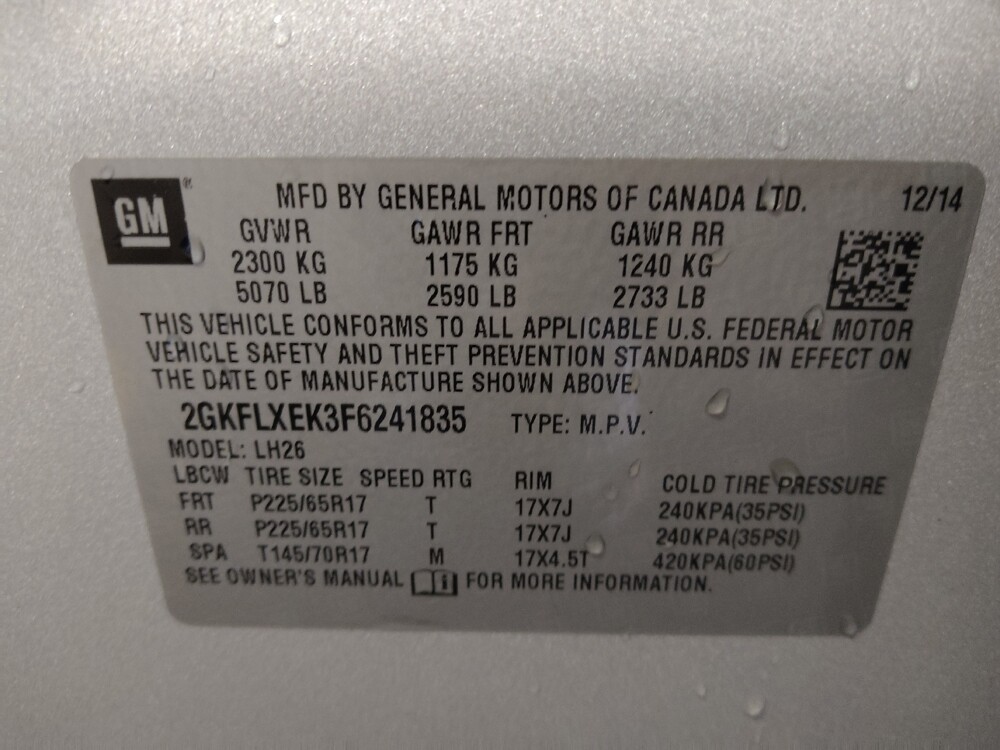 GM® MFD BY GENERAL MOTORS OF CANADA LTD. 12/14
GVWR GAWR FRT GAWR RR
2300 KG 1175 KG 1240 KG
5070 LB 2590 LB 2733 LB
THIS VEHICLE CONFORMS TO ALL APPLICABLE U.S. FEDERAL MOTOR
VEHICLE SAFETY AND THEFT PREVENTION STANDARDS IN EFFECT ON
THE DATE OF MANUFACTURE SHOWN ABOVE.
2GKFLXEK3F6241835 TYPE: M.P.V.
MODEL: LH26
LBCW TIRE SIZE SPEED RTG RIM COLD TIRE PRESSURE
FRT P225/65R17 T 17X7J 240KPA(35PSI)
RR P225/65R17 T 17X7J 240KPA(35PSI)
SPA T145/70R17 M 17X4.5T 420KPA(60PSI)
SEE OWNER'S MANUAL i FOR MORE INFORMATION.